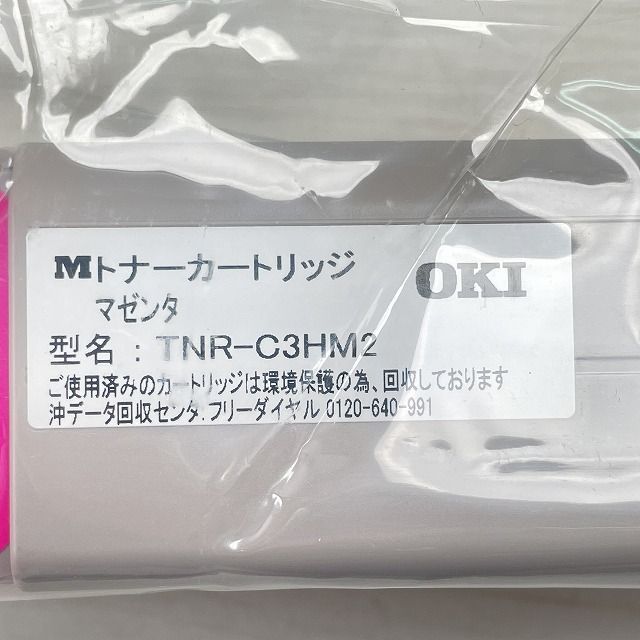 Mトナーカートリッジ OKI
マゼンタ
型名：TNR-C3HM2
ご使用済みのカートリッジは環境保護の為、回収しております
沖データ回収センタ.フリーダイヤル 0120-640-991